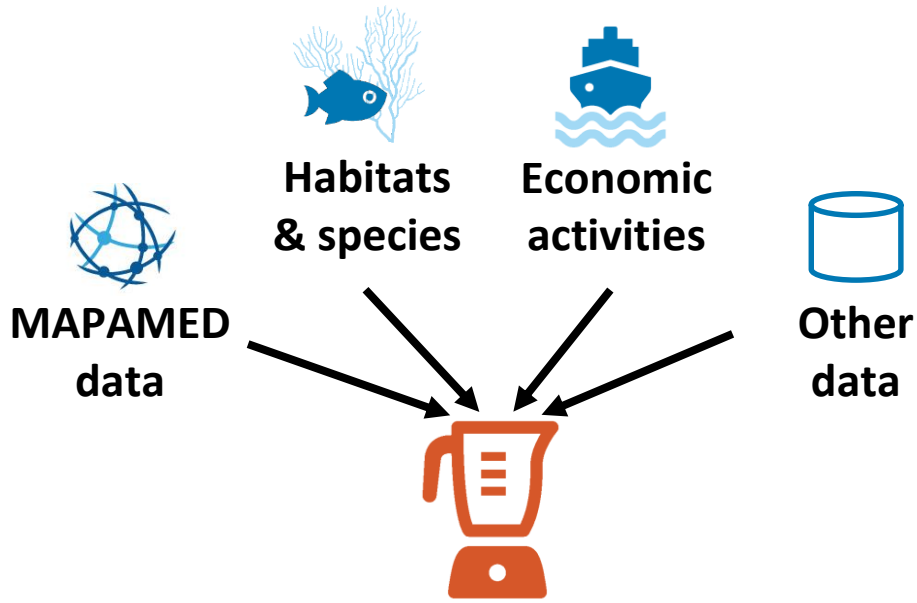 Habitats
& species
Economic
activities
MAPAMED
data
Other
data